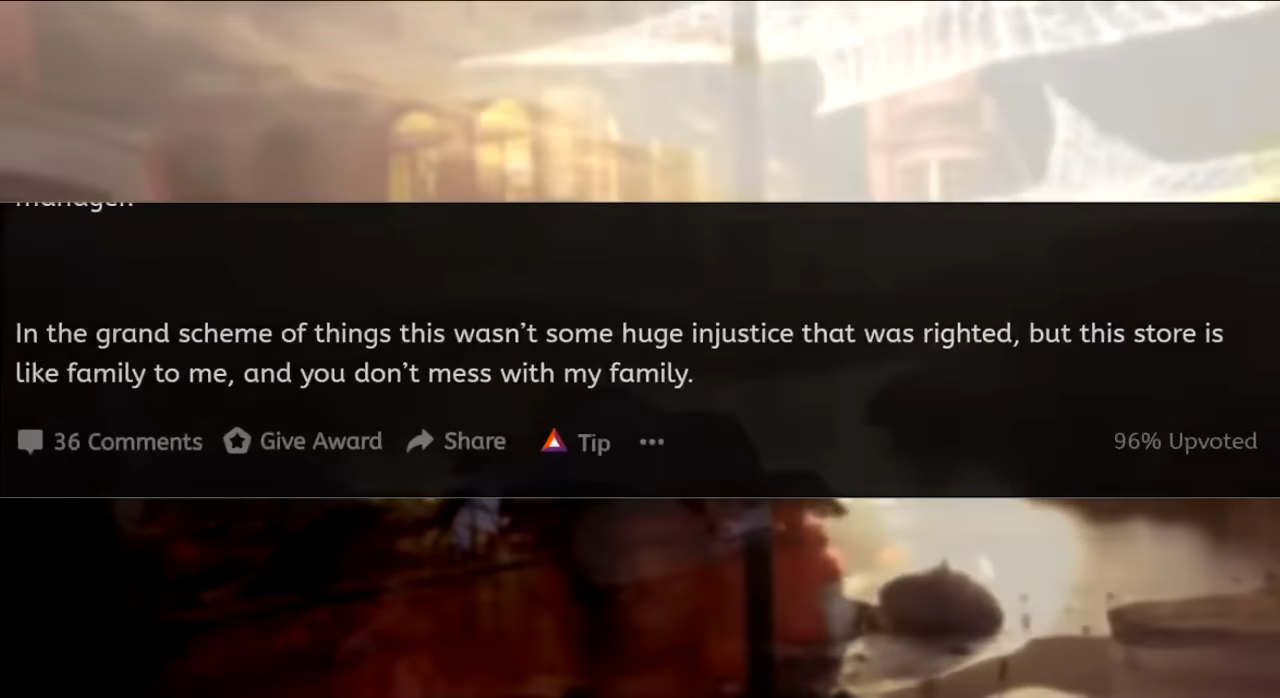 manager.
In the grand scheme of things this wasn’t some huge injustice that was righted, but this store is
like family to me, and you don’t mess with my family.
36 Comments Give Award Share Tip ••• 96% Upvoted